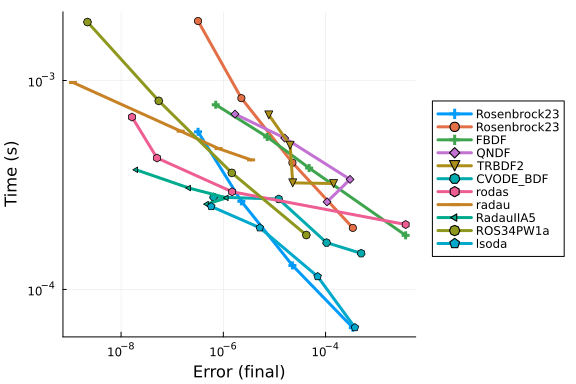 Time (s)
10⁻³
10⁻⁴
10⁻⁸
10⁻⁶
10⁻⁴
Error (final)
Rosenbrock23
Rosenbrock23
FBDF
QNDF
TRBDF2
CVODE_BDF
rodas
radau
RadauIIA5
ROS34PW1a
lsoda